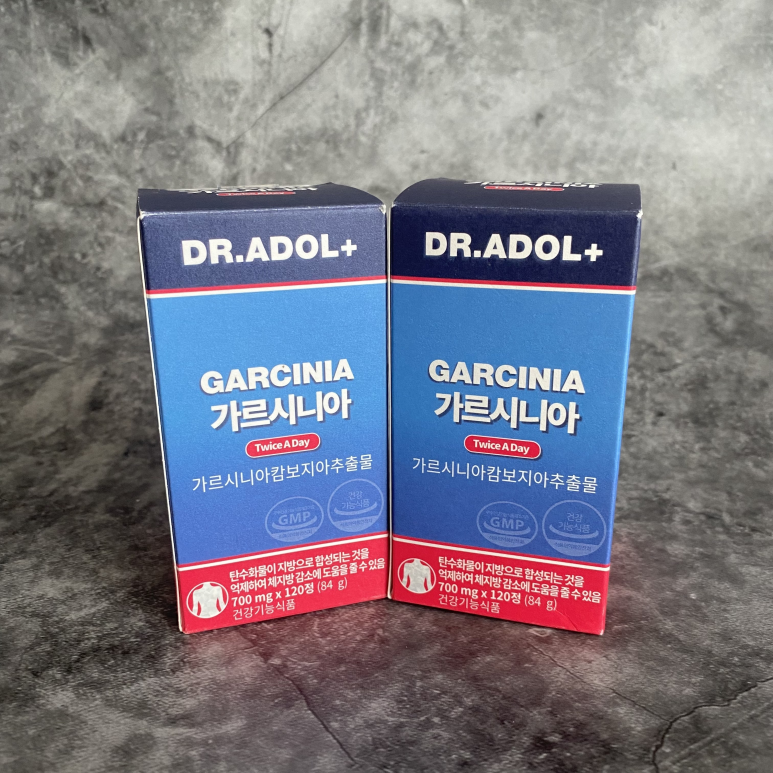 Twice A Day
DR.ADOL+
GARCINIA
가르시니아
Twice A Day
가르시니아캄보지아추출물
GMP
건강
기능식품
탄수화물이 지방으로 합성되는 것을
억제하여 체지방 감소에 도움을 줄 수 있음
700 mg x 120정 (84 g)
건강기능식품
Twice A Day
DR.ADOL+
GARCINIA
가르시니아
Twice A Day
가르시니아캄보지아추출물
GMP
건강
기능식품
탄수화물이 지방으로 합성되는 것을
억제하여 체지방 감소에 도움을 줄 수 있음
700 mg x 120정 (84 g)
건강기능식품